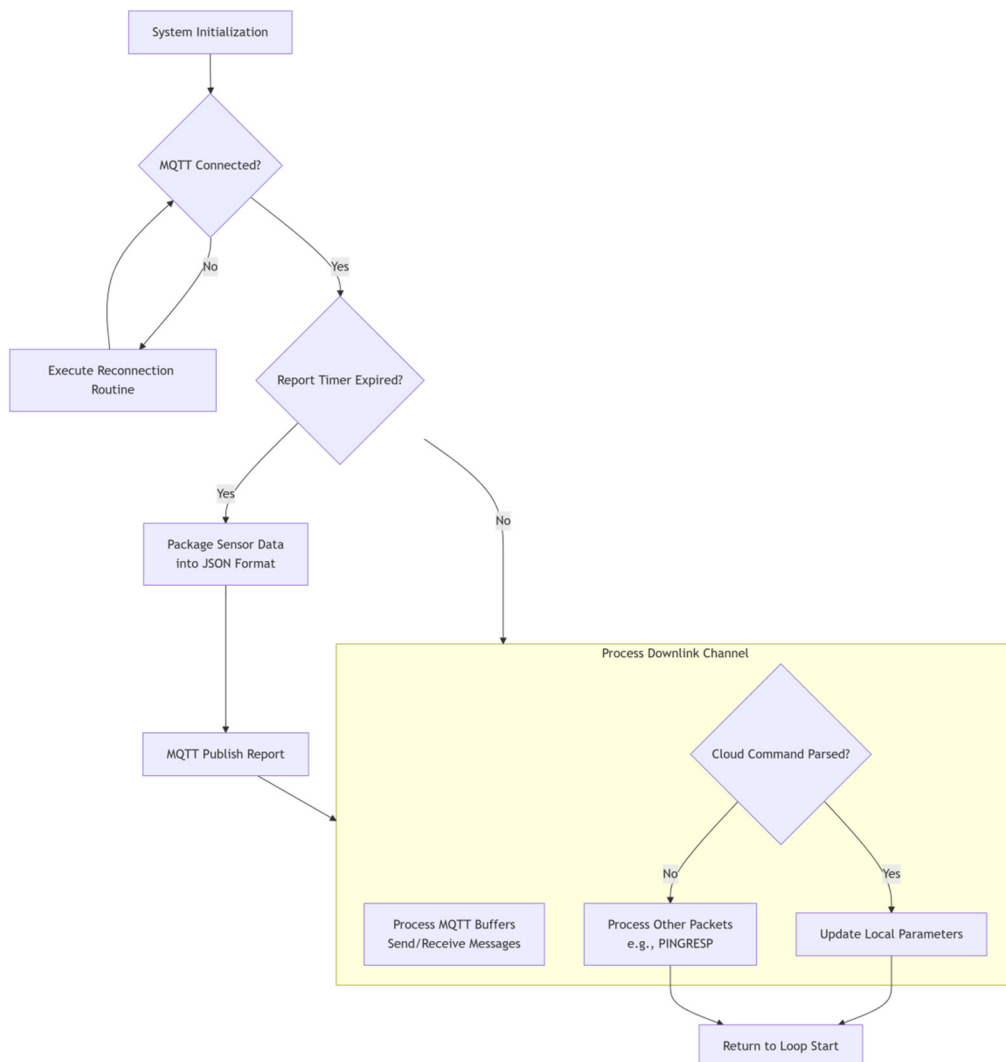 System Initialization
MQTT Connected?
No
Yes
Execute Reconnection
Routine
Report Timer Expired?
Yes
No
Package Sensor Data
into JSON Format
Process Downlink Channel
MQTT Publish Report
Cloud Command Parsed?
No
Yes
Process MQTT Buffers
Send/Receive Messages
Process Other Packets
e.g., PINGRESP
Update Local Parameters
Return to Loop Start